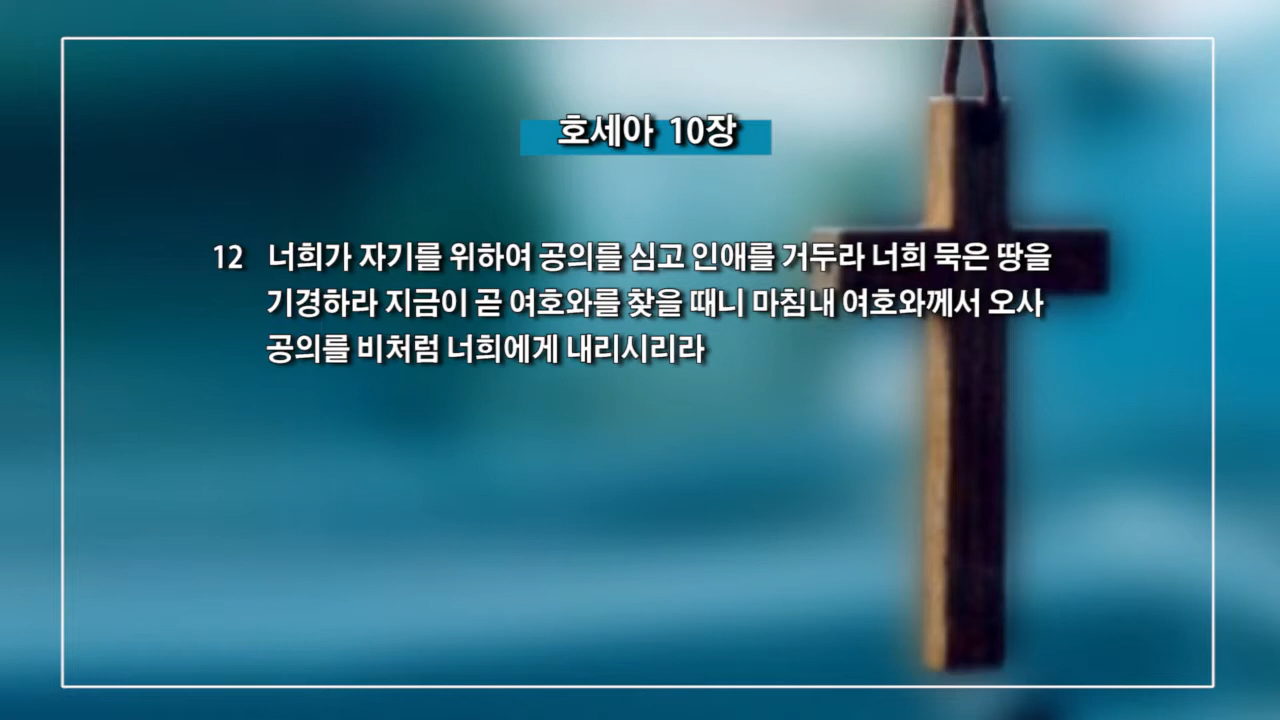 호세아 10장
12 너희가 자기를 위하여 공의를 심고 인애를 거두라 너희 묵은 땅을
기경하라 지금이 곧 여호와를 찾을 때니 마침내 여호와께서 오사
공의를 비처럼 너희에게 내리시리라